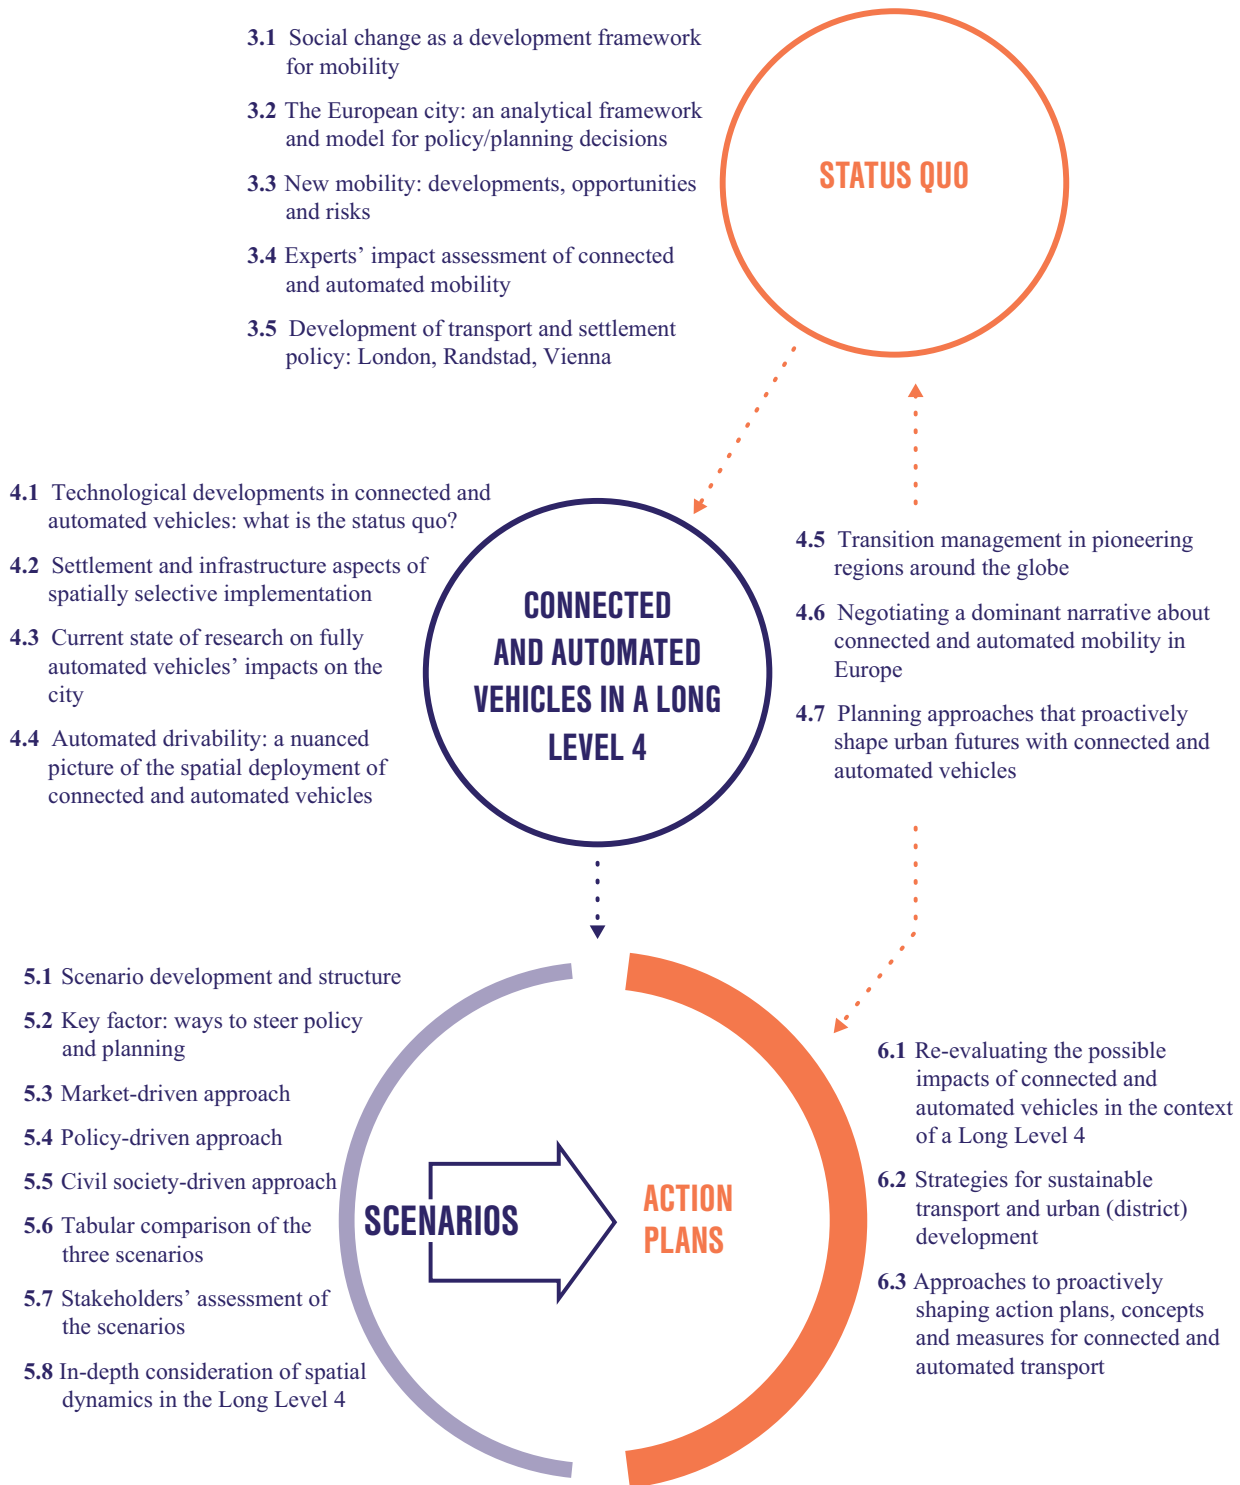 3.1 Social change as a development framework
for mobility
3.2 The European city: an analytical framework
and model for policy/planning decisions
3.3 New mobility: developments, opportunities
and risks
3.4 Experts’ impact assessment of connected
and automated mobility
3.5 Development of transport and settlement
policy: London, Randstad, Vienna
STATUS QUO
4.1 Technological developments in connected and
automated vehicles: what is the status quo?
4.2 Settlement and infrastructure aspects of
spatially selective implementation
4.3 Current state of research on fully
automated vehicles’ impacts on the
city
4.4 Automated drivability: a nuanced
picture of the spatial deployment of
connected and automated vehicles
CONNECTED
AND AUTOMATED
VEHICLES IN A LONG
LEVEL 4
4.5 Transition management in pioneering
regions around the globe
4.6 Negotiating a dominant narrative about
connected and automated mobility in
Europe
4.7 Planning approaches that proactively
shape urban futures with connected and
automated vehicles
5.1 Scenario development and structure
5.2 Key factor: ways to steer policy
and planning
5.3 Market-driven approach
5.4 Policy-driven approach
5.5 Civil society-driven approach
5.6 Tabular comparison of the
three scenarios
5.7 Stakeholders’ assessment of
the scenarios
5.8 In-depth consideration of spatial
dynamics in the Long Level 4
SCENARIOS
ACTION
PLANS
6.1 Re-evaluating the possible
impacts of connected and
automated vehicles in the context
of a Long Level 4
6.2 Strategies for sustainable
transport and urban (district)
development
6.3 Approaches to proactively
shaping action plans, concepts
and measures for connected and
automated transport